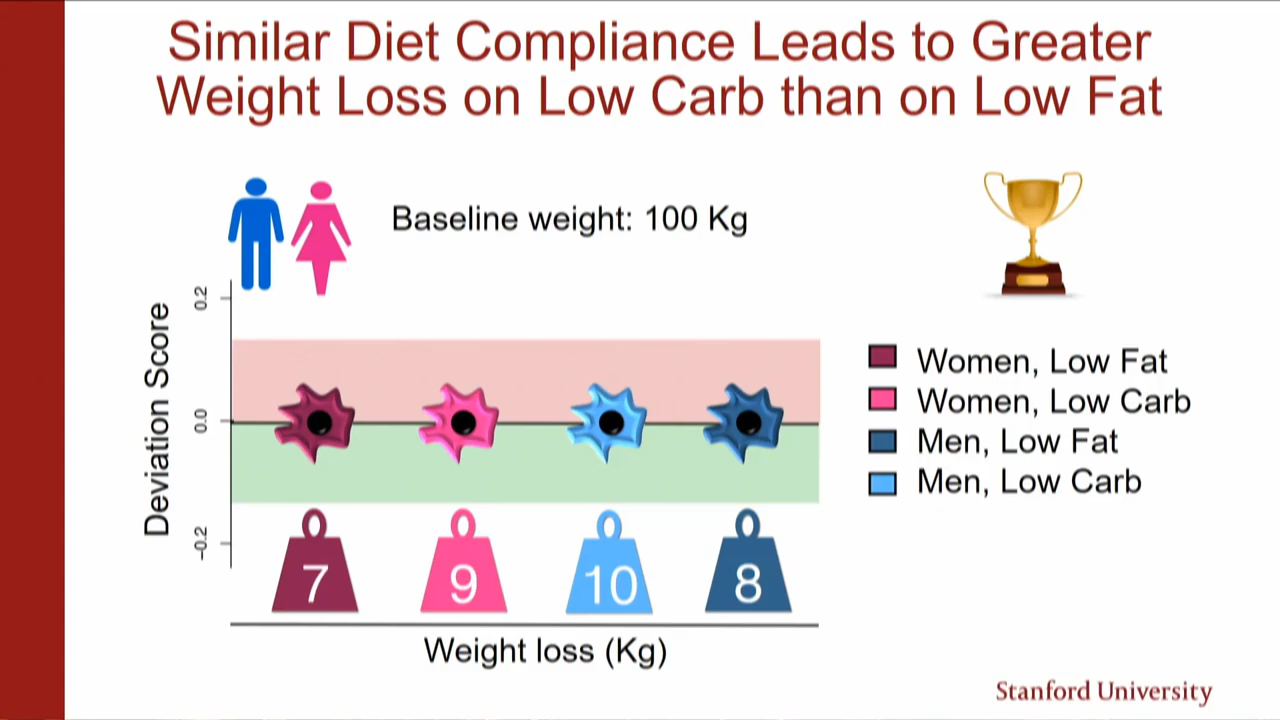 Similar Diet Compliance Leads to Greater
Weight Loss on Low Carb than on Low Fat
Baseline weight: 100 Kg
Deviation Score
0.2
0.0
−0.2
Women, Low Fat
Women, Low Carb
Men, Low Fat
Men, Low Carb
7
9
10
8
Weight loss (Kg)
Stanford University